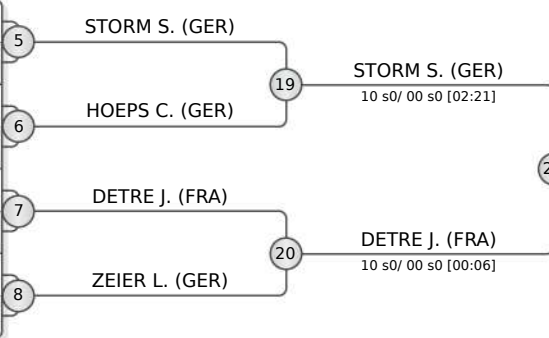 STORM S. (GER)
5
19
STORM S. (GER)
10 s0/ 00 s0 [02:21]
HOEPS C. (GER)
6
DETRE J. (FRA)
7
20
DETRE J. (FRA)
10 s0/ 00 s0 [00:06]
ZEIER L. (GER)
8